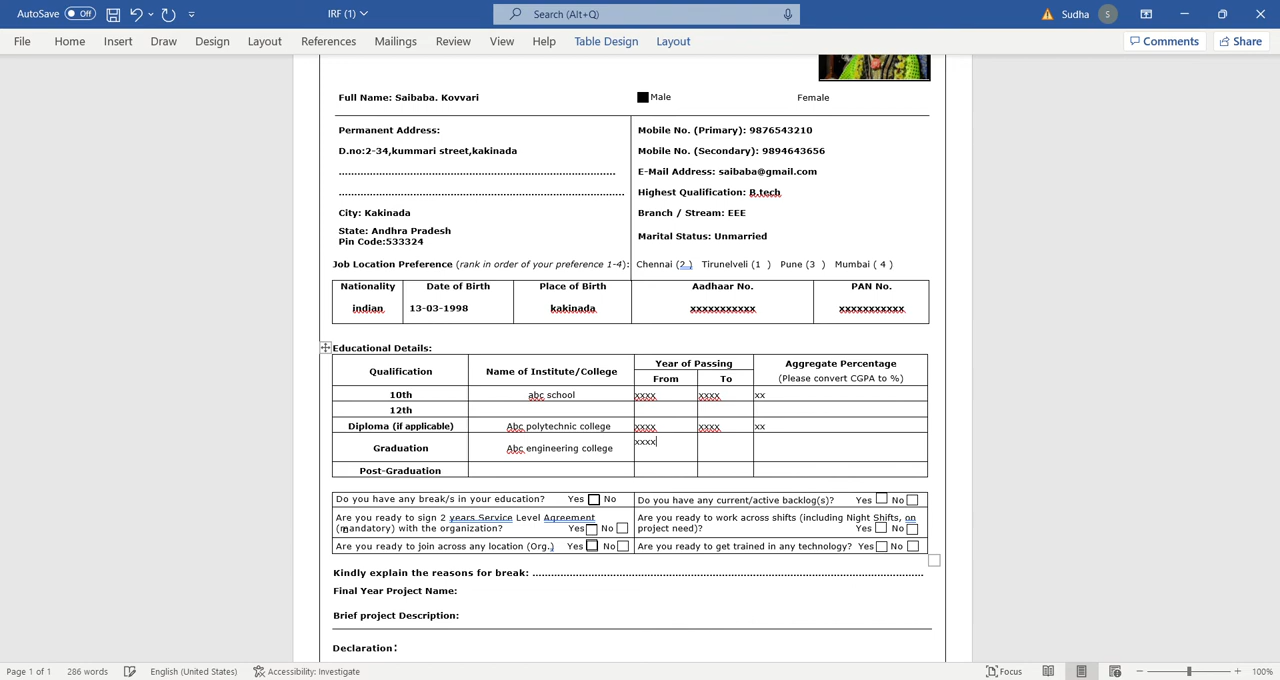 AutoSave Off IRF (1) Search (Alt+Q) Sudha S
File Home Insert Draw Design Layout References Mailings Review View Help Table Design Layout Comments Share
Full Name: Saibaba. Kovvari Male Female
Permanent Address: Mobile No. (Primary): 9876543210
D.no:2-34,kummari street,kakinada Mobile No. (Secondary): 9894643656
................................................................ E-Mail Address: saibaba@gmail.com
.................................................................. Highest Qualification: B.tech
City: Kakinada Branch / Stream: EEE
State: Andhra Pradesh
Pin Code:533324 Marital Status: Unmarried
Job Location Preference (rank in order of your preference 1-4): Chennai (2 ) Tirunelveli (1 ) Pune (3 ) Mumbai ( 4 )
Nationality Date of Birth Place of Birth Aadhaar No. PAN No.
indian 13-03-1998 kakinada xxxxxxxxxxx xxxxxxxxxxx
Educational Details:
Qualification Name of Institute/College Year of Passing Aggregate Percentage
From To (Please convert CGPA to %)
10th abc school xxxx xxxx xx
12th
Diploma (if applicable) Abc polytechnic college xxxx xxxx xx
Graduation Abc engineering college xxxx
Post-Graduation
Do you have any break/s in your education? Yes No Do you have any current/active backlog(s)? Yes No
Are you ready to sign 2 years Service Level Agreement Are you ready to work across shifts (including Night Shifts, on
(mandatory) with the organization? Yes No project need)? Yes No
Are you ready to join across any location (Org.) Yes No Are you ready to get trained in any technology? Yes No
Kindly explain the reasons for break: ..........................................................................................
Final Year Project Name:
Brief project Description:
Declaration:
Page 1 of 1 286 words English (United States) Accessibility: Investigate Focus 100%